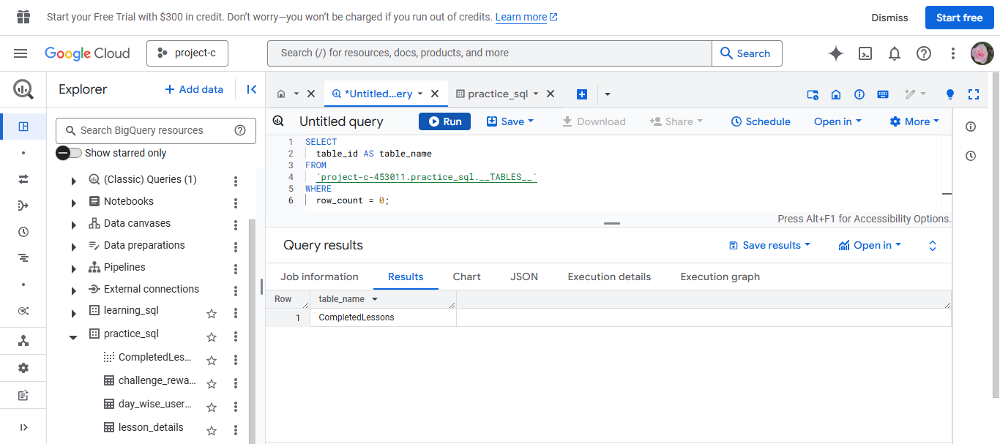 Start your Free Trial with $300 in credit. Don’t worry—you won’t be charged if you run out of credits. Learn more
Dismiss
Start free
Google Cloud
project-c
Search (/) for resources, docs, products, and more
Search
Explorer
+ Add data
Search BigQuery resources
Show starred only
(Classic) Queries (1)
Notebooks
Data canvases
Data preparations
Pipelines
External connections
learning_sql
practice_sql
CompletedLes...
challenge_rewa...
day_wise_user...
lesson_details
*Untitled...ery
practice_sql
Untitled query
Run
Save
Download
Share
Schedule
Open in
More
1 SELECT
2 table_id AS table_name
3 FROM
4 `project-c-453011.practice_sql.__TABLES__`
5 WHERE
6 row_count = 0;
Press Alt+F1 for Accessibility Options.
Query results
Save results
Open in
Job information
Results
Chart
JSON
Execution details
Execution graph
Row table_name
1 CompletedLessons